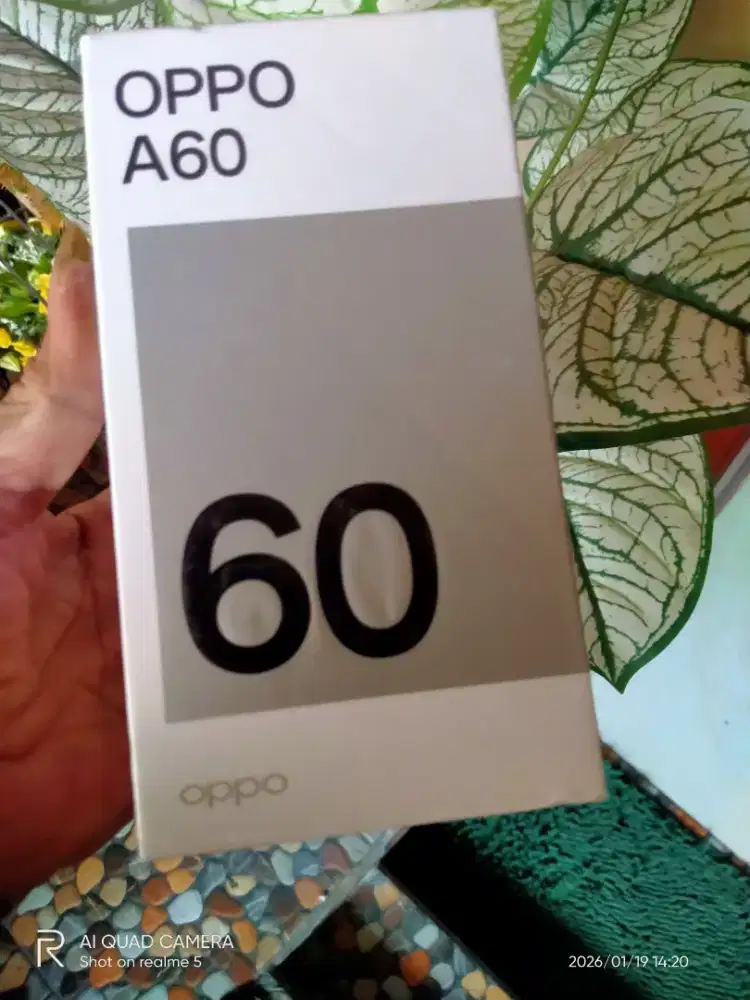 OPPO
A60
60
oppo
R
AI QUAD CAMERA
Shot on realme 5
2026/01/19 14:20